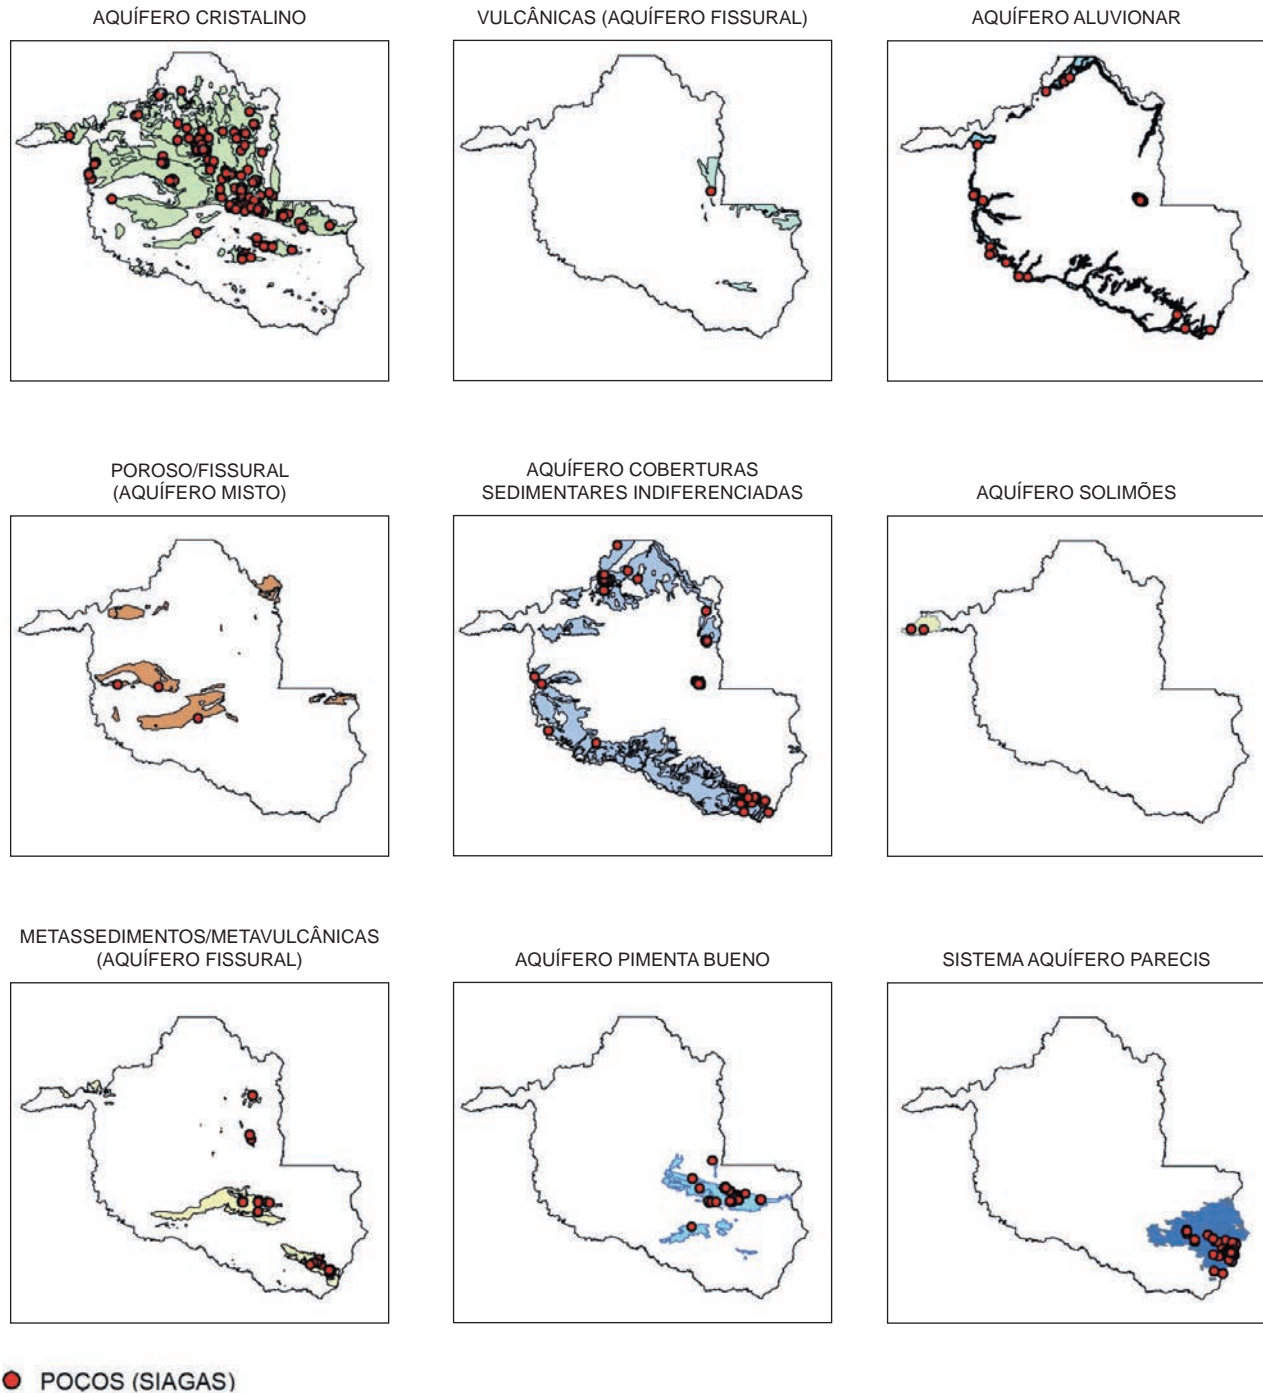 AQUÍFERO CRISTALINO
VULCÂNICAS (AQUÍFERO FISSURAL)
AQUÍFERO ALUVIONAR
POROSO/FISSURAL
(AQUÍFERO MISTO)
AQUÍFERO COBERTURAS
SEDIMENTARES INDIFERENCIADAS
AQUÍFERO SOLIMÕES
METASSEDIMENTOS/METAVULCÂNICAS
(AQUÍFERO FISSURAL)
AQUÍFERO PIMENTA BUENO
SISTEMA AQUÍFERO PARECIS
POÇOS (SIAGAS)